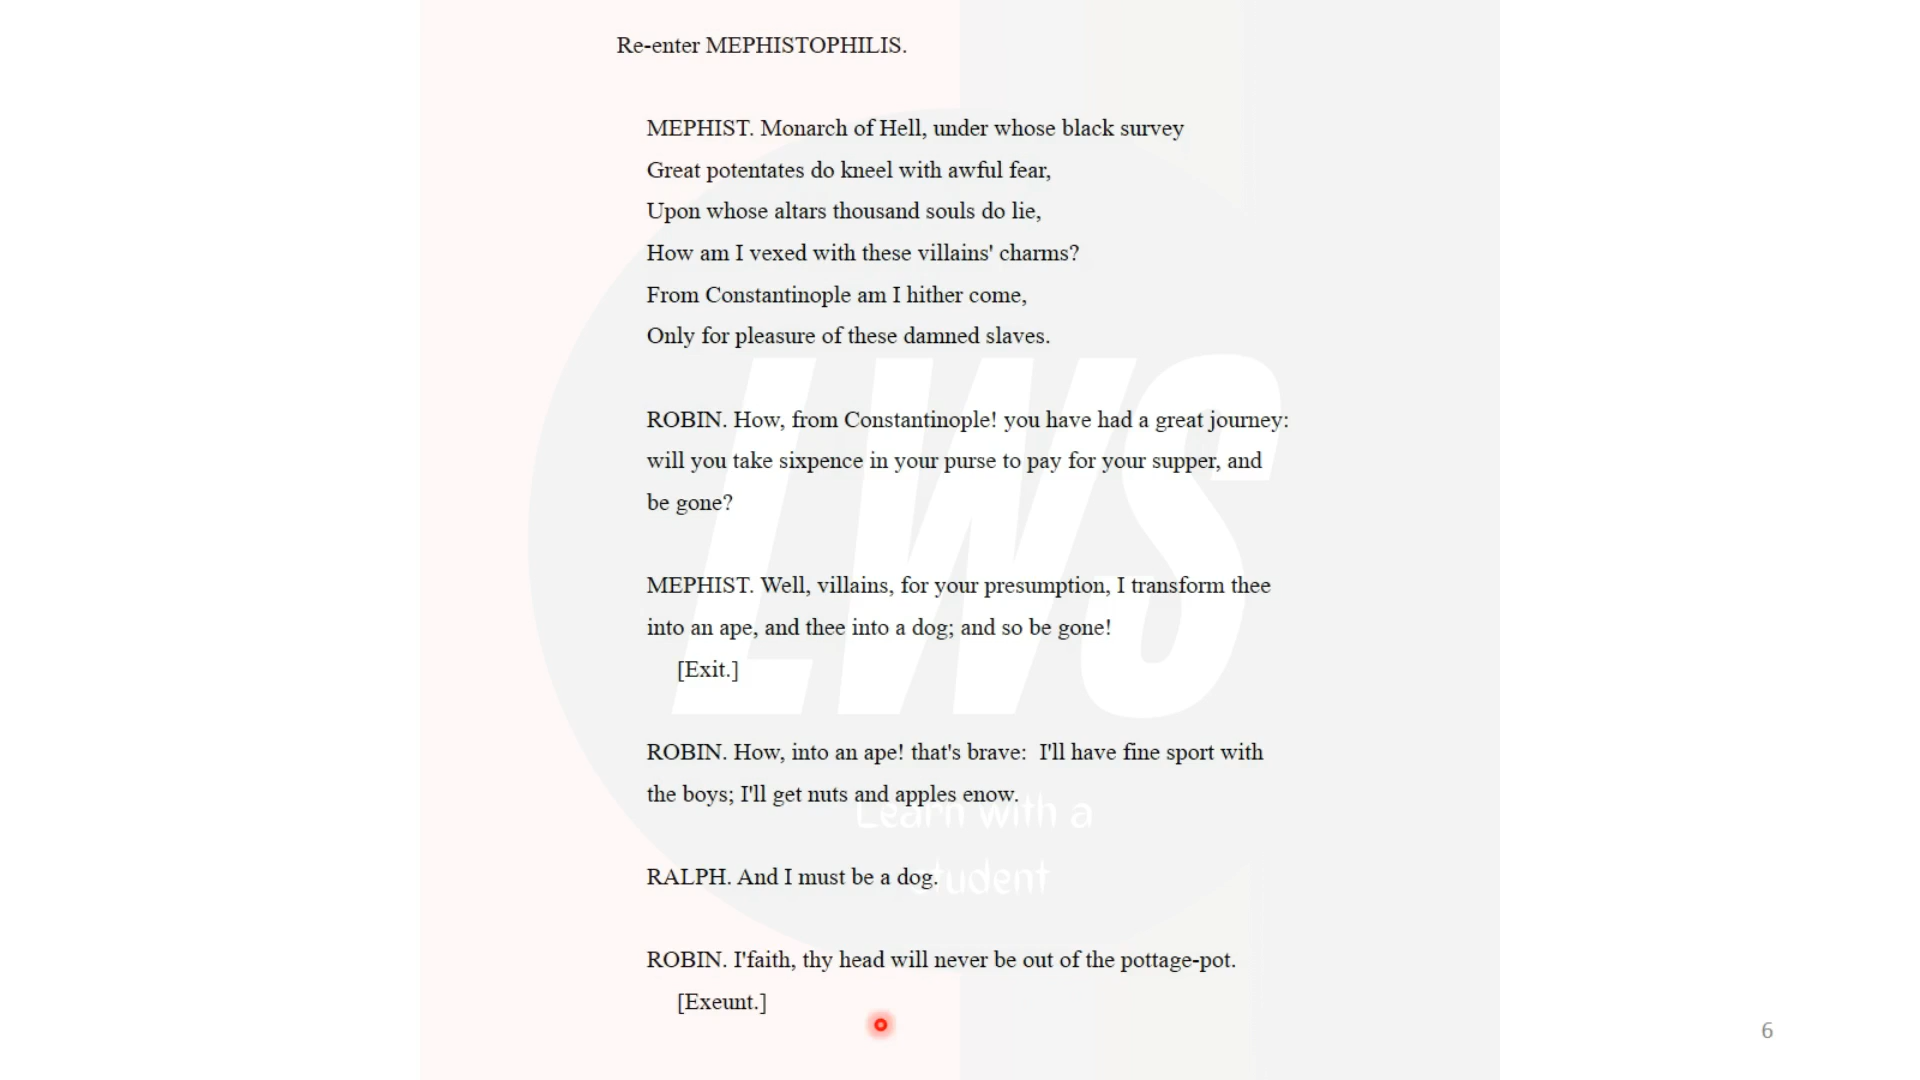 Re-enter MEPHISTOPHILIS.
MEPHIST. Monarch of Hell, under whose black survey
Great potentates do kneel with awful fear,
Upon whose altars thousand souls do lie,
How am I vexed with these villains' charms?
From Constantinople am I hither come,
Only for pleasure of these damned slaves.
ROBIN. How, from Constantinople! you have had a great journey:
will you take sixpence in your purse to pay for your supper, and
be gone?
MEPHIST. Well, villains, for your presumption, I transform thee
into an ape, and thee into a dog; and so be gone!
[Exit.]
ROBIN. How, into an ape! that's brave:  I'll have fine sport with
the boys; I'll get nuts and apples enow.
RALPH. And I must be a dog.
ROBIN. I'faith, thy head will never be out of the pottage-pot.
[Exeunt.]
LWS
Learn with a
student
6